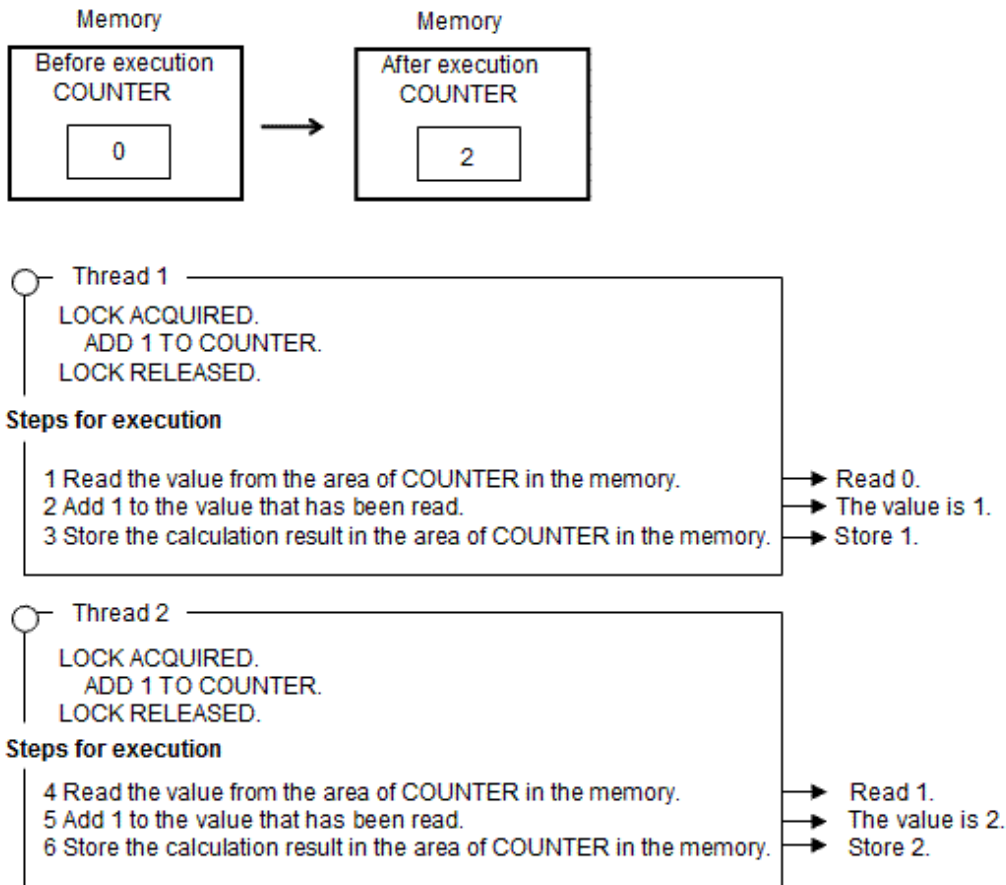 Memory
Memory
Before execution
COUNTER
0
After execution
COUNTER
2
Thread 1
LOCK ACQUIRED.
ADD 1 TO COUNTER.
LOCK RELEASED.
Steps for execution
1 Read the value from the area of COUNTER in the memory. Read 0.
2 Add 1 to the value that has been read. The value is 1.
3 Store the calculation result in the area of COUNTER in the memory. Store 1.
Thread 2
LOCK ACQUIRED.
ADD 1 TO COUNTER.
LOCK RELEASED.
Steps for execution
4 Read the value from the area of COUNTER in the memory. Read 1.
5 Add 1 to the value that has been read. The value is 2.
6 Store the calculation result in the area of COUNTER in the memory. Store 2.